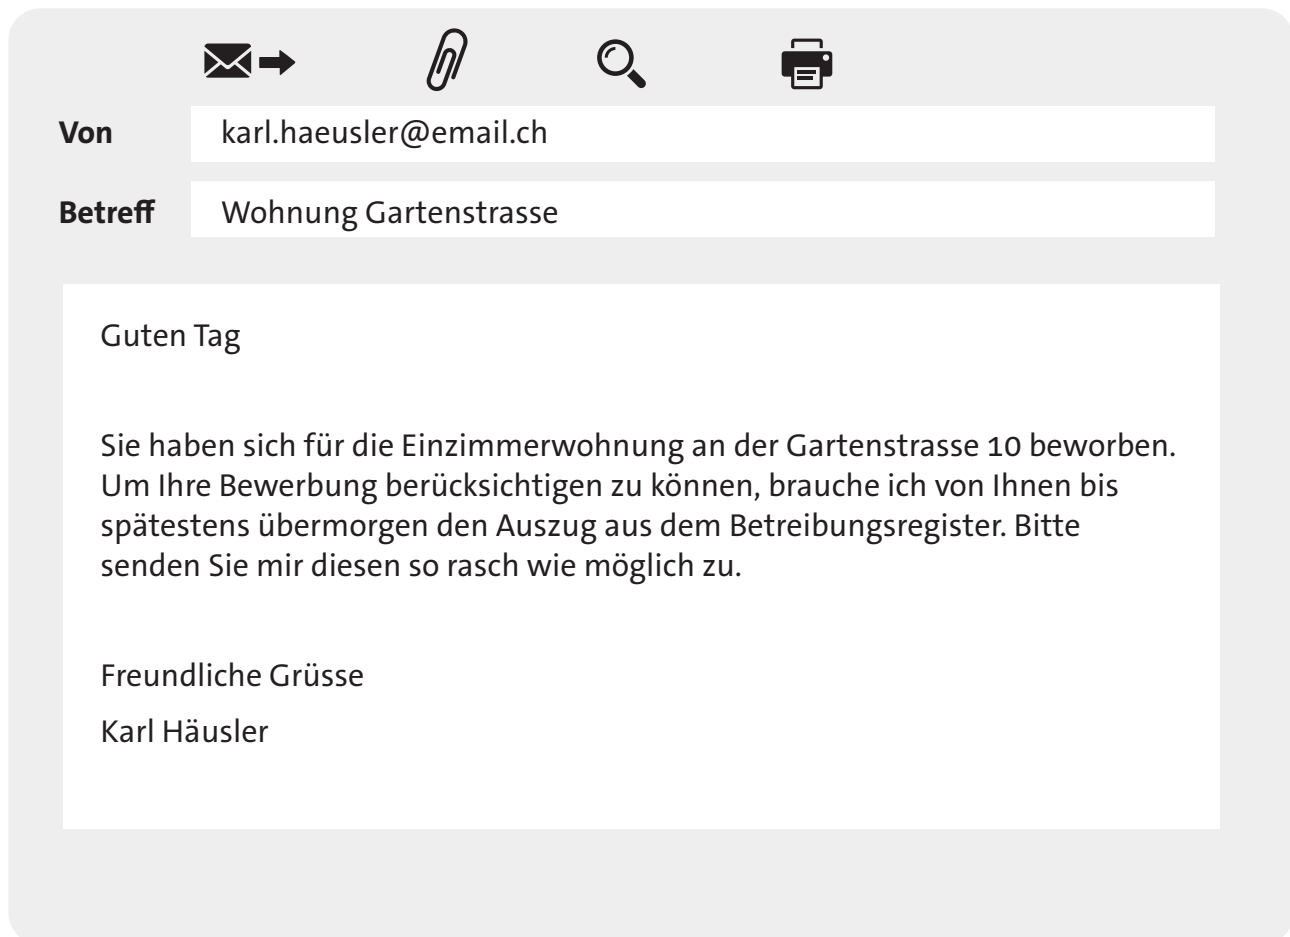 Von karl.haeusler@email.ch
Betreff Wohnung Gartenstrasse
Guten Tag
Sie haben sich für die Einzimmerwohnung an der Gartenstrasse 10 beworben.
Um Ihre Bewerbung berücksichtigen zu können, brauche ich von Ihnen bis
spätestens übermorgen den Auszug aus dem Betreibungsregister. Bitte
senden Sie mir diesen so rasch wie möglich zu.
Freundliche Grüsse
Karl Häusler